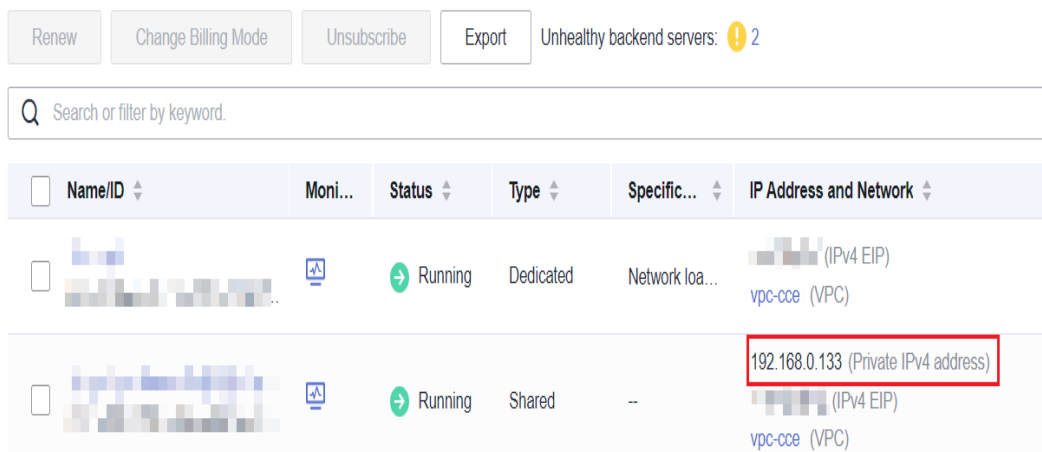 Renew Change Billing Mode Unsubscribe Export Unhealthy backend servers: 2
Search or filter by keyword.
Name/ID Moni... Status Type Specific... IP Address and Network
(IPv4 EIP)
Running Dedicated Network loa...
vpc-cce (VPC)
192.168.0.133 (Private IPv4 address)
Running Shared --
(IPv4 EIP)
vpc-cce (VPC)